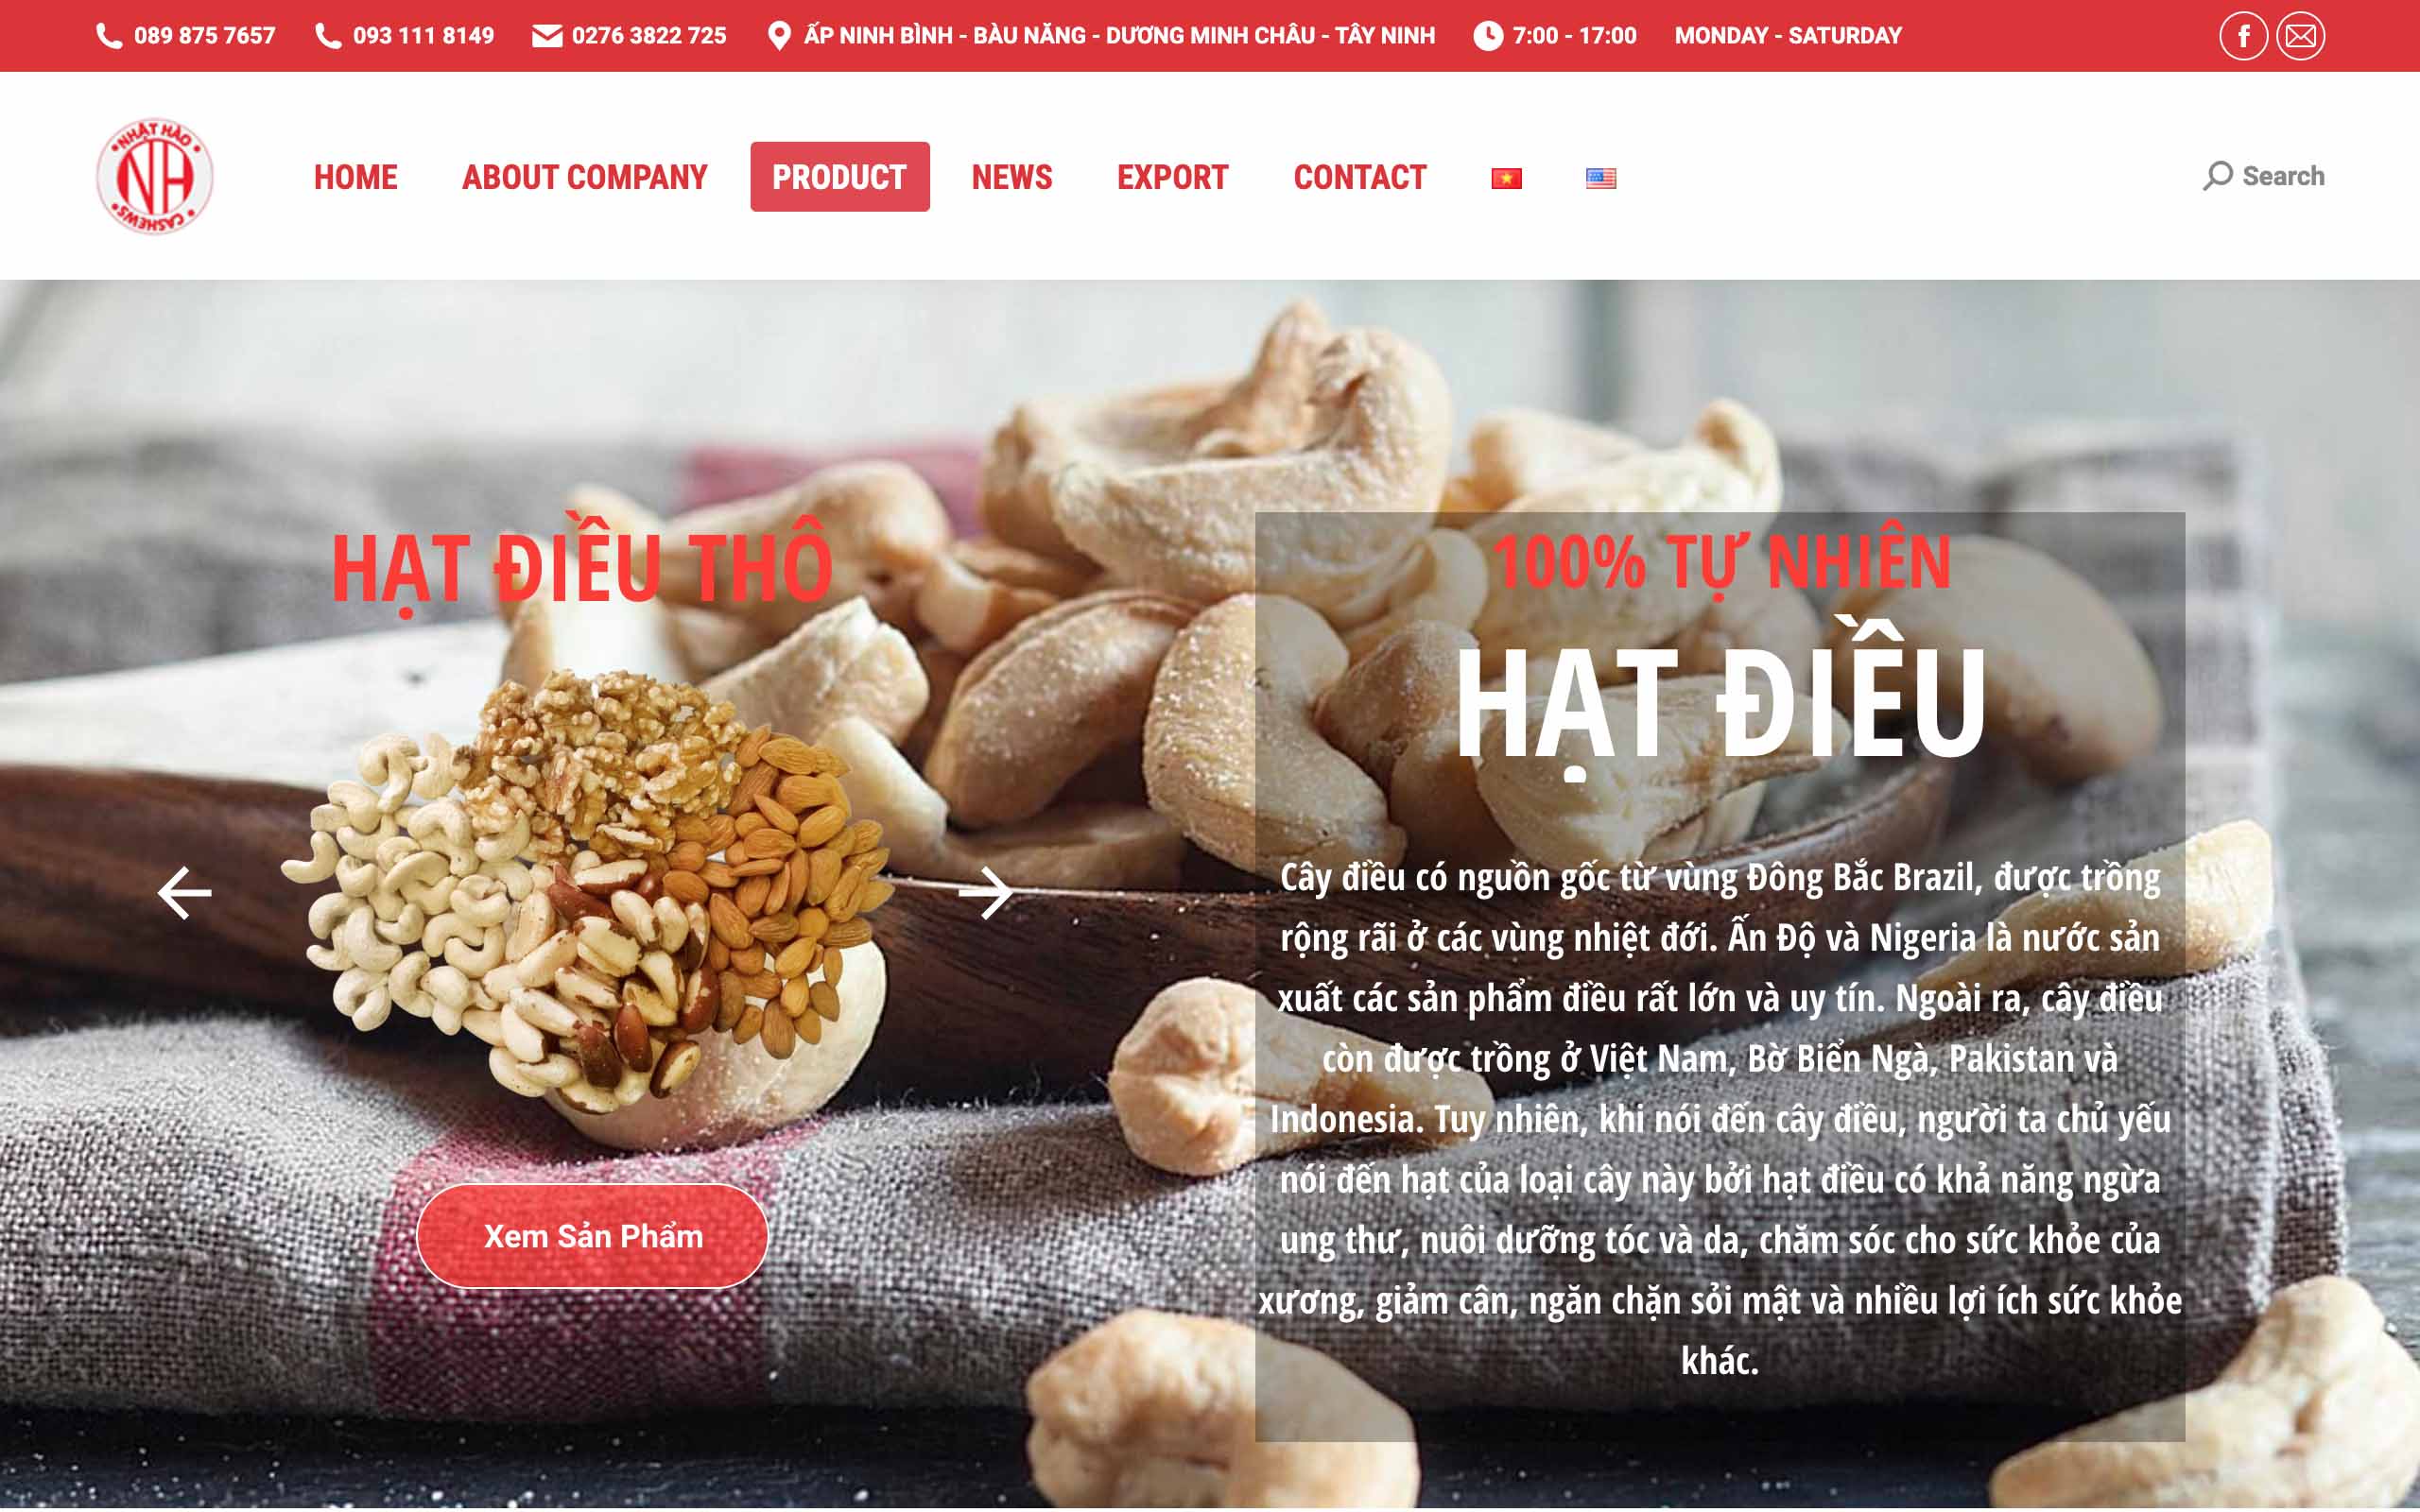 089 875 7657
093 111 8149
0276 3822 725
ẤP NINH BÌNH - BÀU NĂNG - DƯƠNG MINH CHÂU - TÂY NINH
7:00 - 17:00
MONDAY - SATURDAY
NHẬT HÀO
NH
CASHEWS
HOME
ABOUT COMPANY
PRODUCT
NEWS
EXPORT
CONTACT
Search
HẠT ĐIỀU THÔ
Xem Sản Phẩm
100% TỰ NHIÊN
HẠT ĐIỀU
Cây điều có nguồn gốc từ vùng Đông Bắc Brazil, được trồng
rộng rãi ở các vùng nhiệt đới. Ấn Độ và Nigeria là nước sản
xuất các sản phẩm điều rất lớn và uy tín. Ngoài ra, cây điều
còn được trồng ở Việt Nam, Bờ Biển Ngà, Pakistan và
Indonesia. Tuy nhiên, khi nói đến cây điều, người ta chủ yếu
nói đến hạt của loại cây này bởi hạt điều có khả năng ngừa
ung thư, nuôi dưỡng tóc và da, chăm sóc cho sức khỏe của
xương, giảm cân, ngăn chặn sỏi mật và nhiều lợi ích sức khỏe
khác.